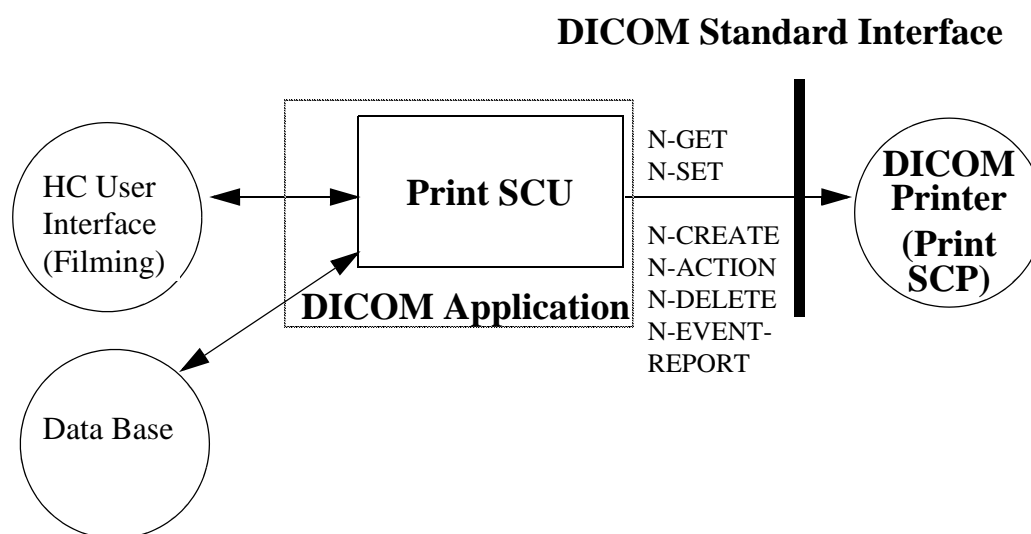 DICOM Standard Interface
HC User
Interface
(Filming)
Print SCU
DICOM Application
N-GET
N-SET
N-CREATE
N-ACTION
N-DELETE
N-EVENT-
REPORT
DICOM
Printer
(Print
SCP)
Data Base